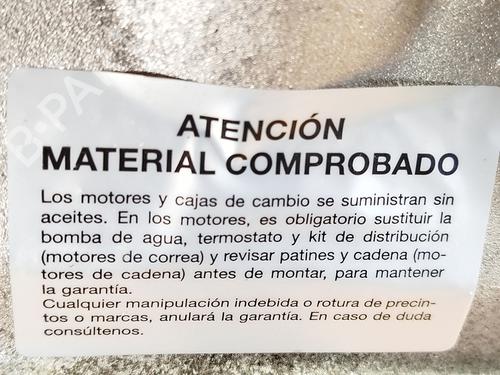 ATENCIÓN
MATERIAL COMPROBADO
Los motores y cajas de cambio se suministran sin
aceites. En los motores, es obligatorio sustituir la
bomba de agua, termostato y kit de distribución
(motores de correa) y revisar patines y cadena (mo-
tores de cadena) antes de montar, para mantener
la garantía.
Cualquier manipulación indebida o rotura de precin-
tos o marcas, anulará la garantía. En caso de duda
consúltenos.